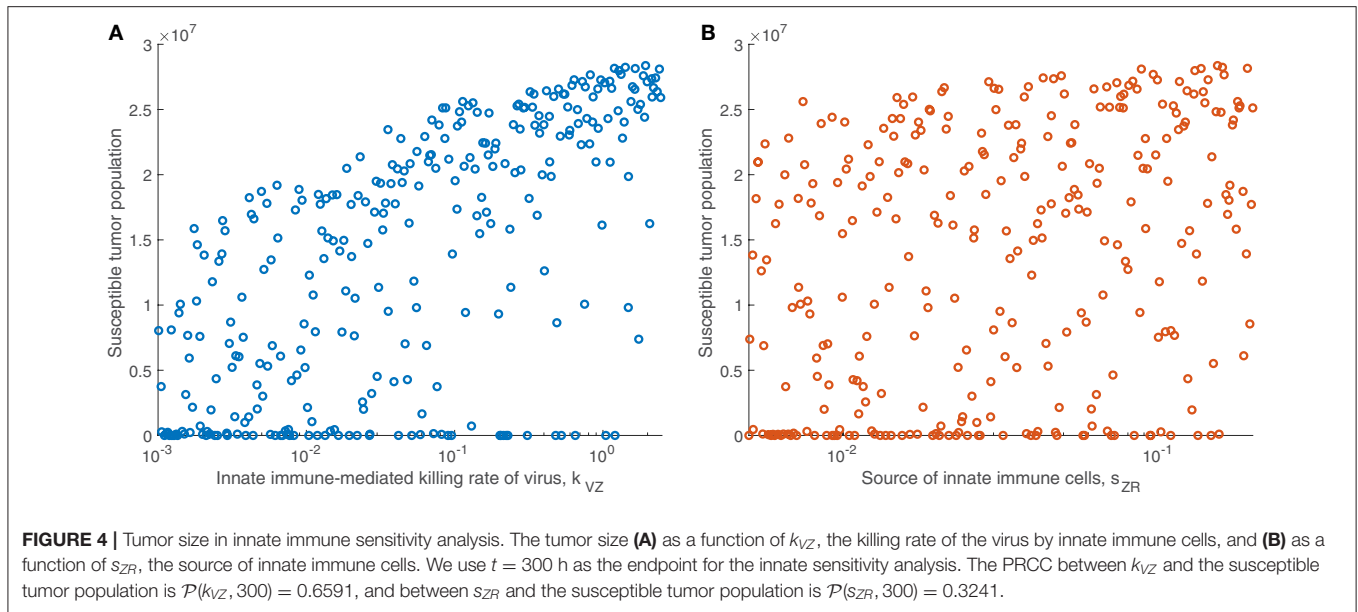 A
×10⁷
3
2.5
2
1.5
1
0.5
0
Susceptible tumor population
10⁻³
10⁻²
10⁻¹
10⁰
Innate immune-mediated killing rate of virus, k_VZ
B
×10⁷
3
2.5
2
1.5
1
0.5
0
Susceptible tumor population
10⁻²
10⁻¹
Source of innate immune cells, s_ZR
FIGURE 4 | Tumor size in innate immune sensitivity analysis. The tumor size (A) as a function of k_VZ, the killing rate of the virus by innate immune cells, and (B) as a
function of s_ZR, the source of innate immune cells. We use t = 300 h as the endpoint for the innate sensitivity analysis. The PRCC between k_VZ and the susceptible
tumor population is 𝒫(k_VZ, 300) = 0.6591, and between s_ZR and the susceptible tumor population is 𝒫(s_ZR, 300) = 0.3241.